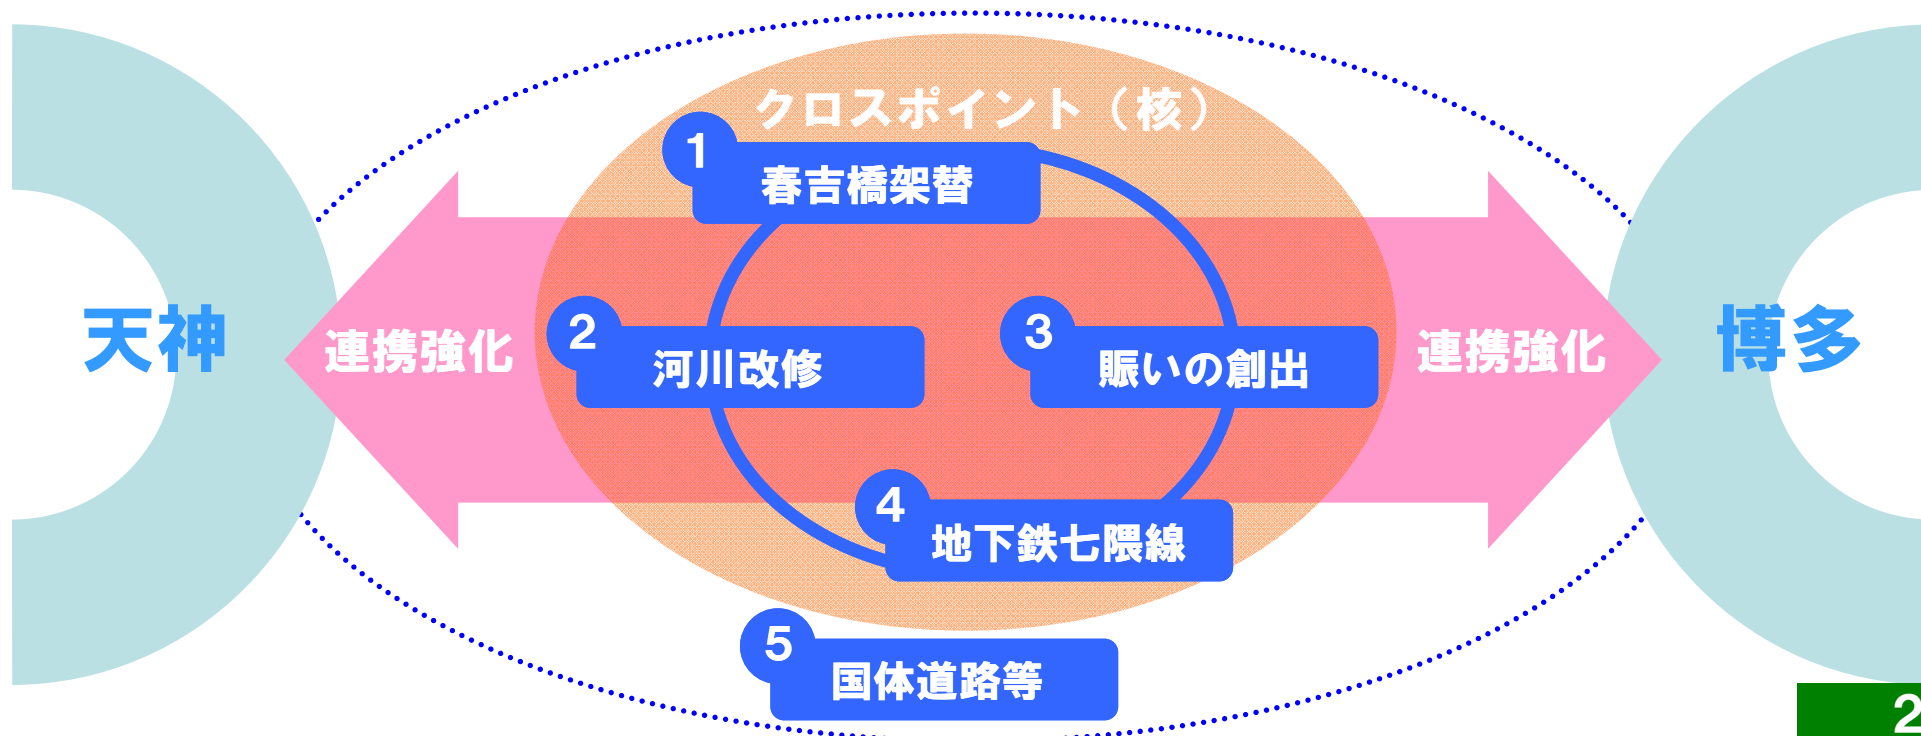 クロスポイント（核）
1
春吉橋架替
天神
連携強化
2
河川改修
3
賑いの創出
連携強化
博多
4
地下鉄七隈線
5
国体道路等
2